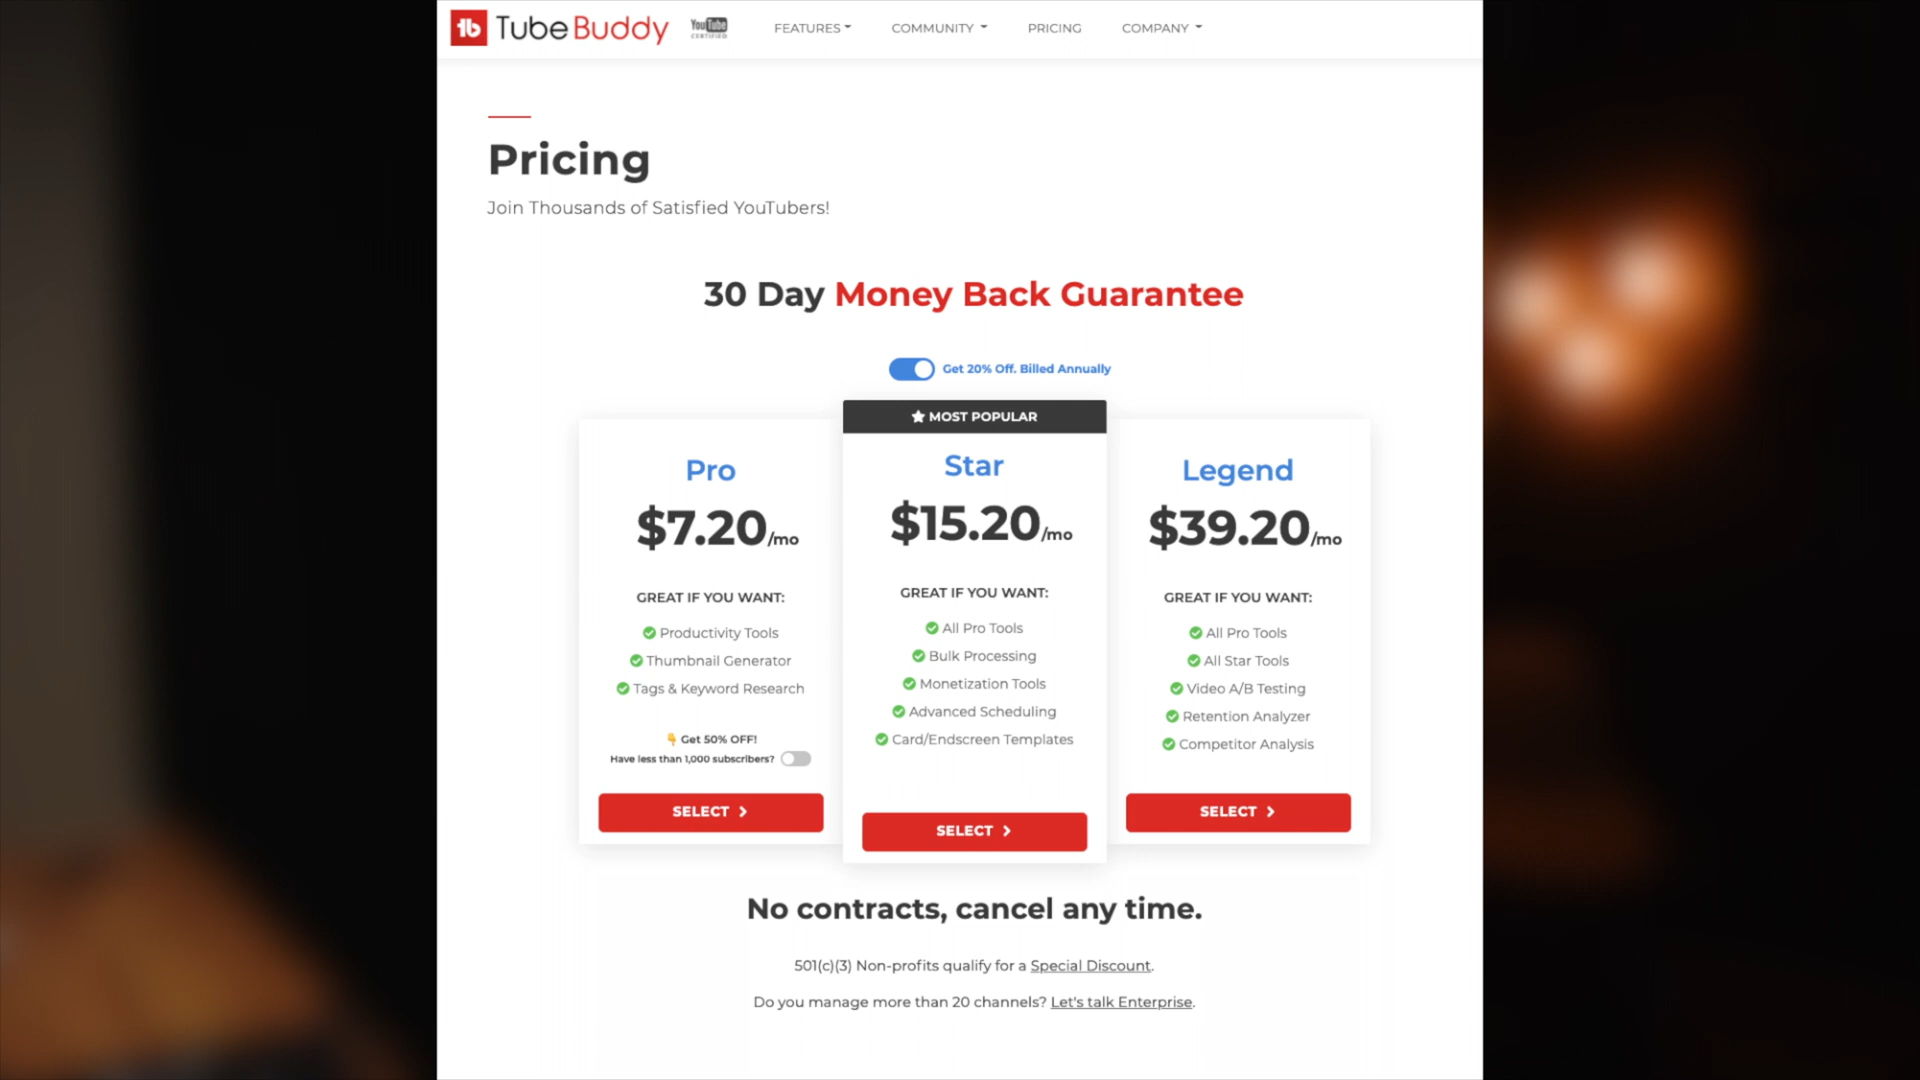 TubeBuddy
YouTube
CERTIFIED
FEATURES
COMMUNITY
PRICING
COMPANY
Pricing
Join Thousands of Satisfied YouTubers!
30 Day Money Back Guarantee
Get 20% Off. Billed Annually
Pro
$7.20/mo
GREAT IF YOU WANT:
Productivity Tools
Thumbnail Generator
Tags & Keyword Research
Get 50% OFF!
Have less than 1,000 subscribers?
SELECT
MOST POPULAR
Star
$15.20/mo
GREAT IF YOU WANT:
All Pro Tools
Bulk Processing
Monetization Tools
Advanced Scheduling
Card/Endscreen Templates
SELECT
Legend
$39.20/mo
GREAT IF YOU WANT:
All Pro Tools
All Star Tools
Video A/B Testing
Retention Analyzer
Competitor Analysis
SELECT
No contracts, cancel any time.
501(c)(3) Non-profits qualify for a Special Discount.
Do you manage more than 20 channels? Let's talk Enterprise.